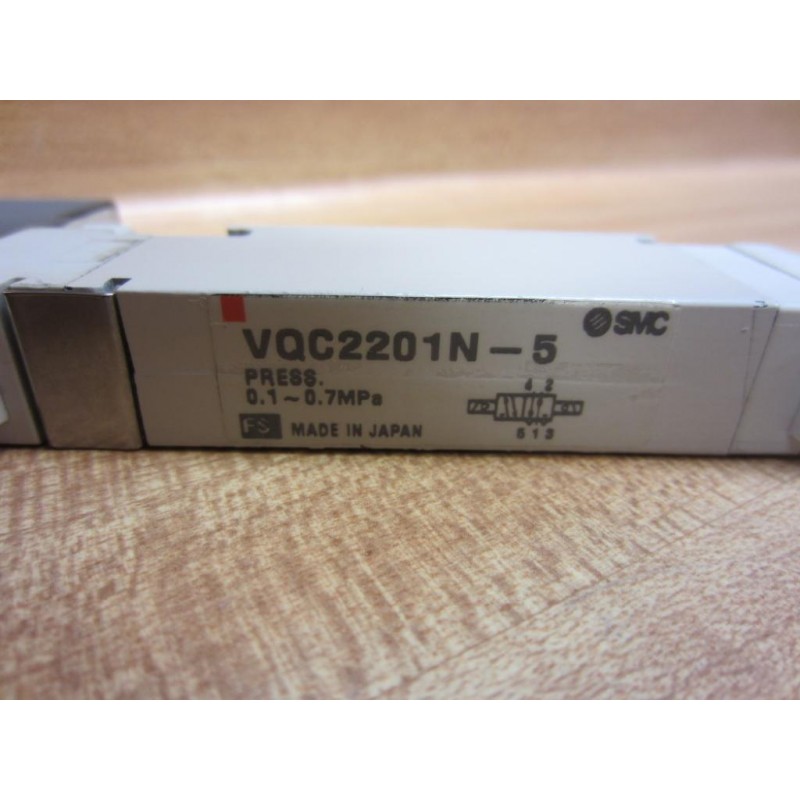 SMC
VQC2201N-5
PRESS.
0.1~0.7MPa
4 2
5 1 3
FS MADE IN JAPAN